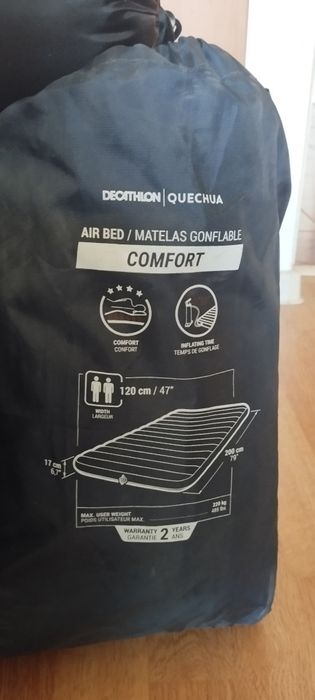 DECATHLON | QUECHUA
AIR BED / MATELAS GONFLABLE
COMFORT
COMFORT
CONFORT
INFLATING TIME
TEMPS DE GONFLAGE
120 cm / 47"
WIDTH
LARGEUR
17 cm
6,7"
200 cm
79"
MAX. USER WEIGHT
POIDS UTILISATEUR MAX.
220 kg
485 lbs
WARRANTY 2 YEARS
GARANTIE ANS